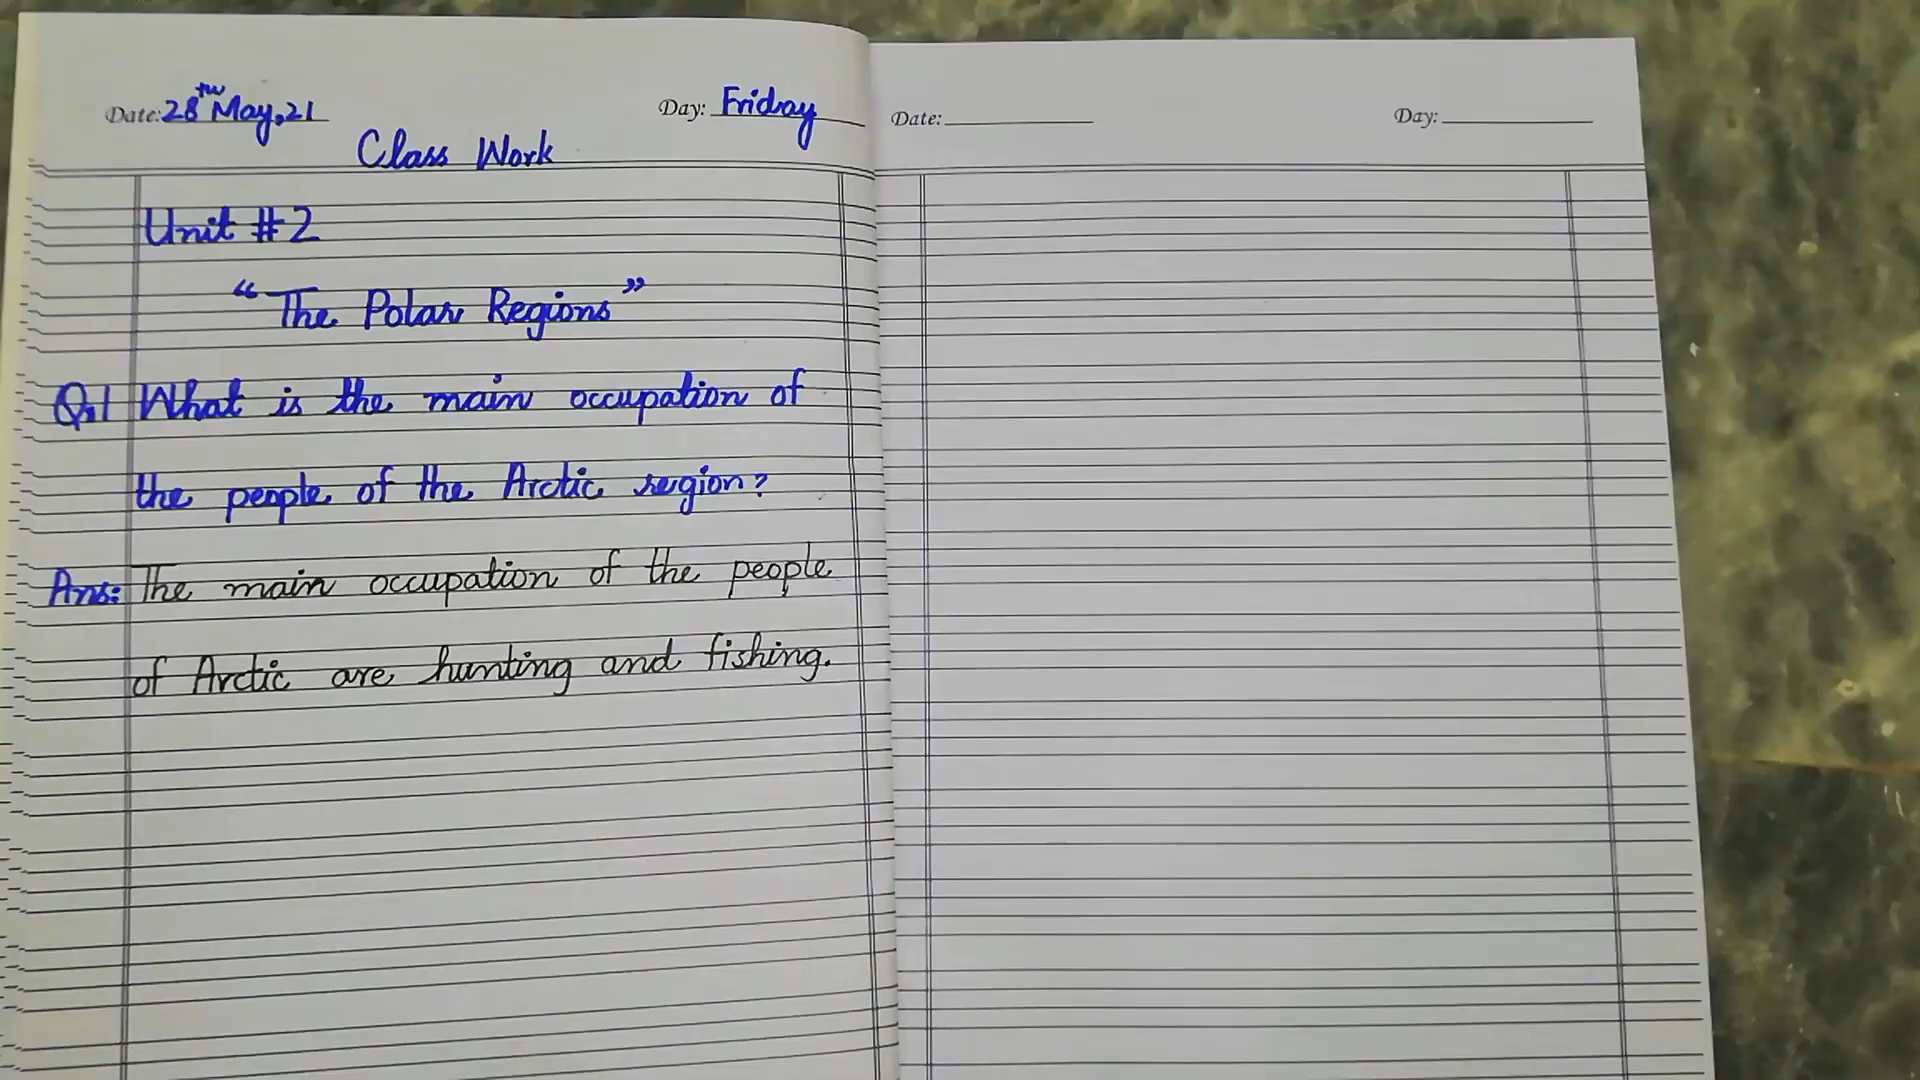 Date: 28th May, 21 Day: Friday
Class Work
Unit #2
"The Polar Regions"
Q.1 What is the main occupation of
the people of the Arctic region?
Ans: The main occupation of the people
of Arctic are hunting and fishing.
Date: Day: